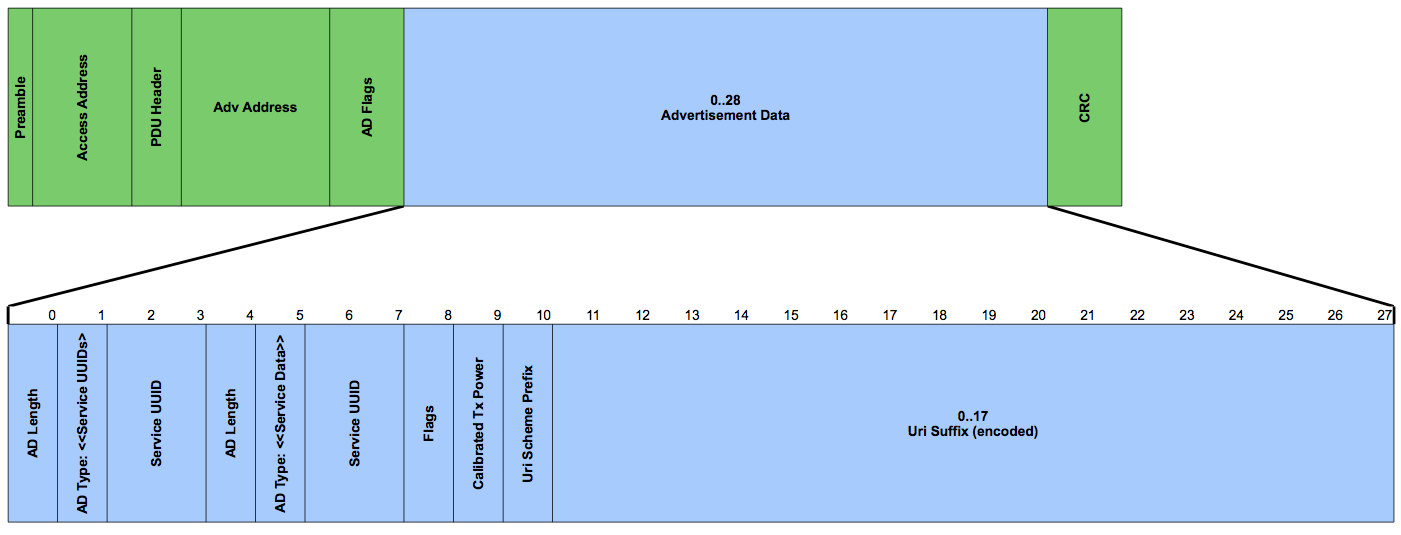 Preamble
Access Address
PDU Header
Adv Address
AD Flags
0..28
Advertisement Data
CRC
0 1 2 3 4 5 6 7 8 9 10 11 12 13 14 15 16 17 18 19 20 21 22 23 24 25 26 27
AD Length
AD Type: <<Service UUIDs>
Service UUID
AD Length
AD Type: <<Service Data>>
Service UUID
Flags
Calibrated Tx Power
Uri Scheme Prefix
0..17
Uri Suffix (encoded)